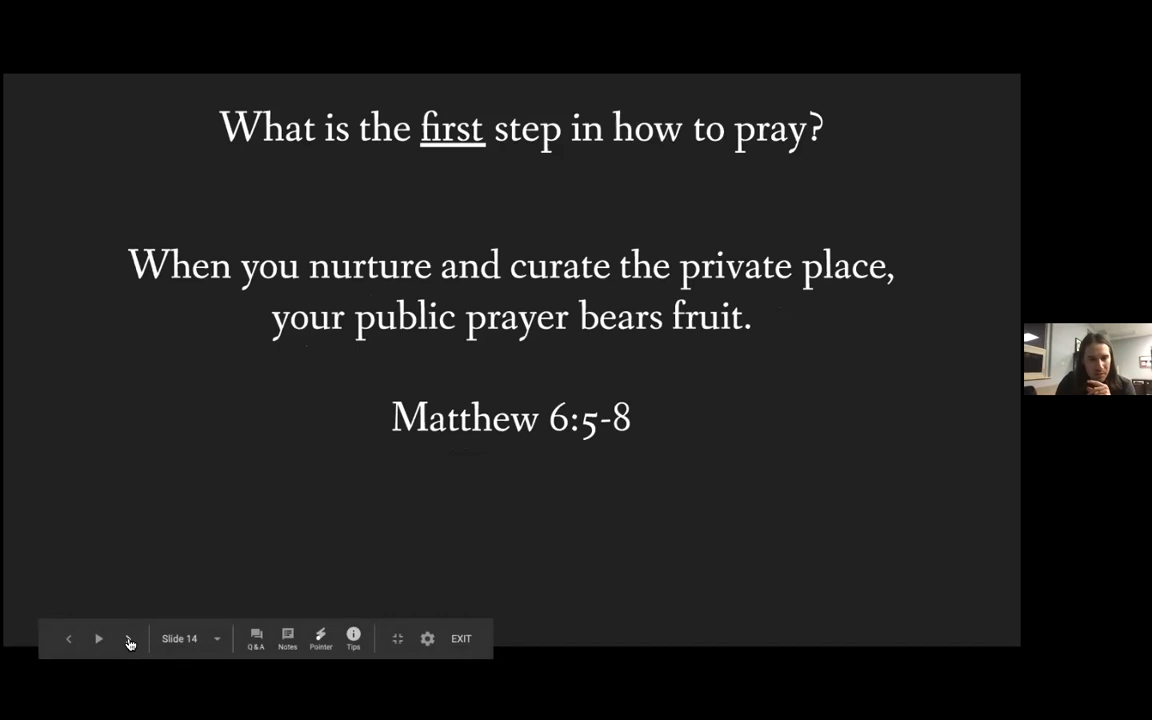 What is the first step in how to pray?
When you nurture and curate the private place,
your public prayer bears fruit.
Matthew 6:5-8
Slide 14
Q & A
Notes
Pointer
Tips
EXIT